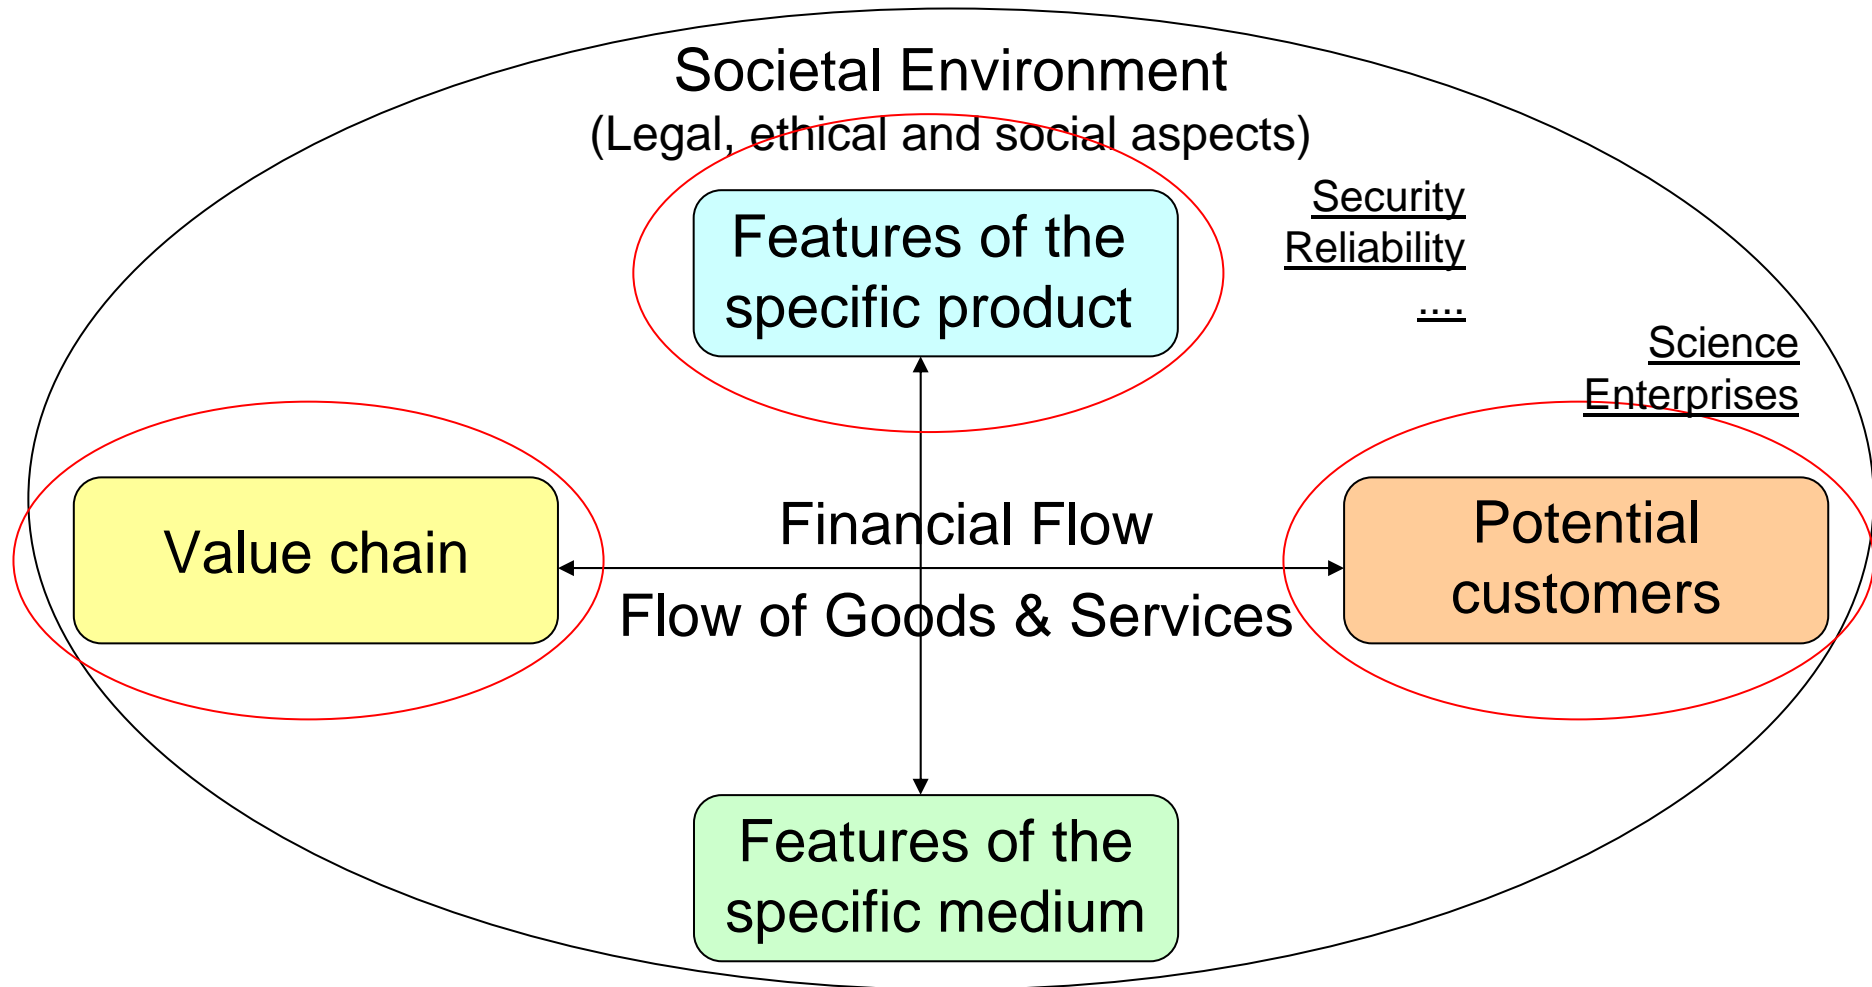 Societal Environment
(Legal, ethical and social aspects)
Security
Reliability
....
Features of the
specific product
Science
Enterprises
Value chain
Financial Flow
Flow of Goods & Services
Potential
customers
Features of the
specific medium